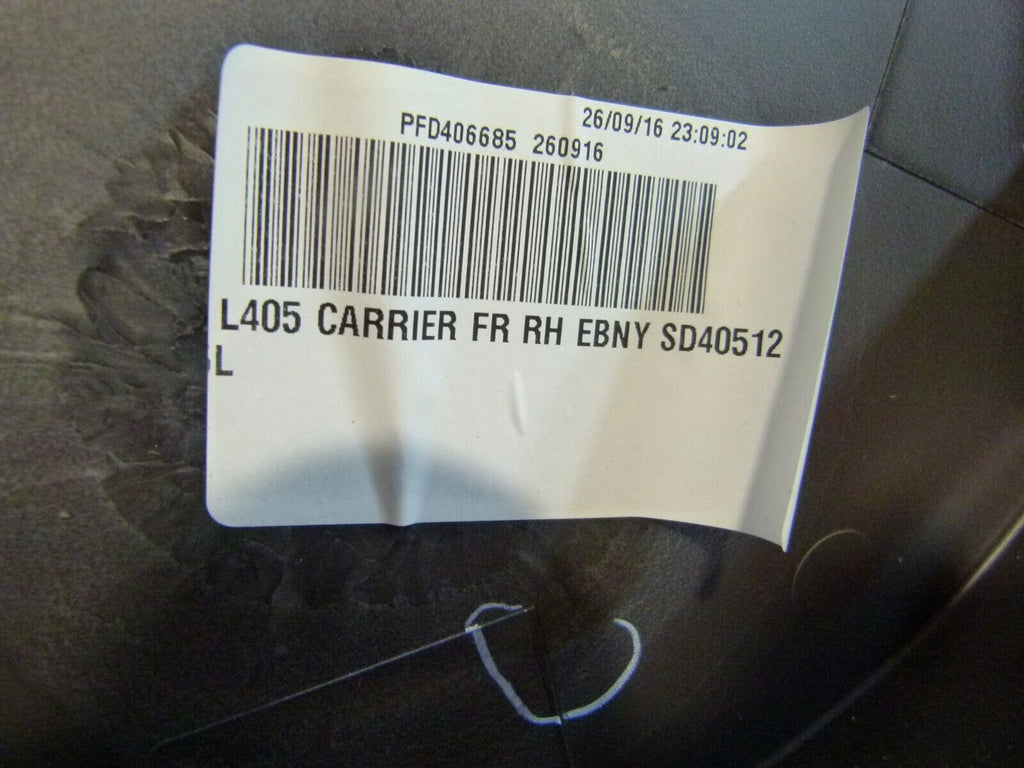 26/09/16 23:09:02
PFD406685 260916
L405 CARRIER FR RH EBNY SD40512
L